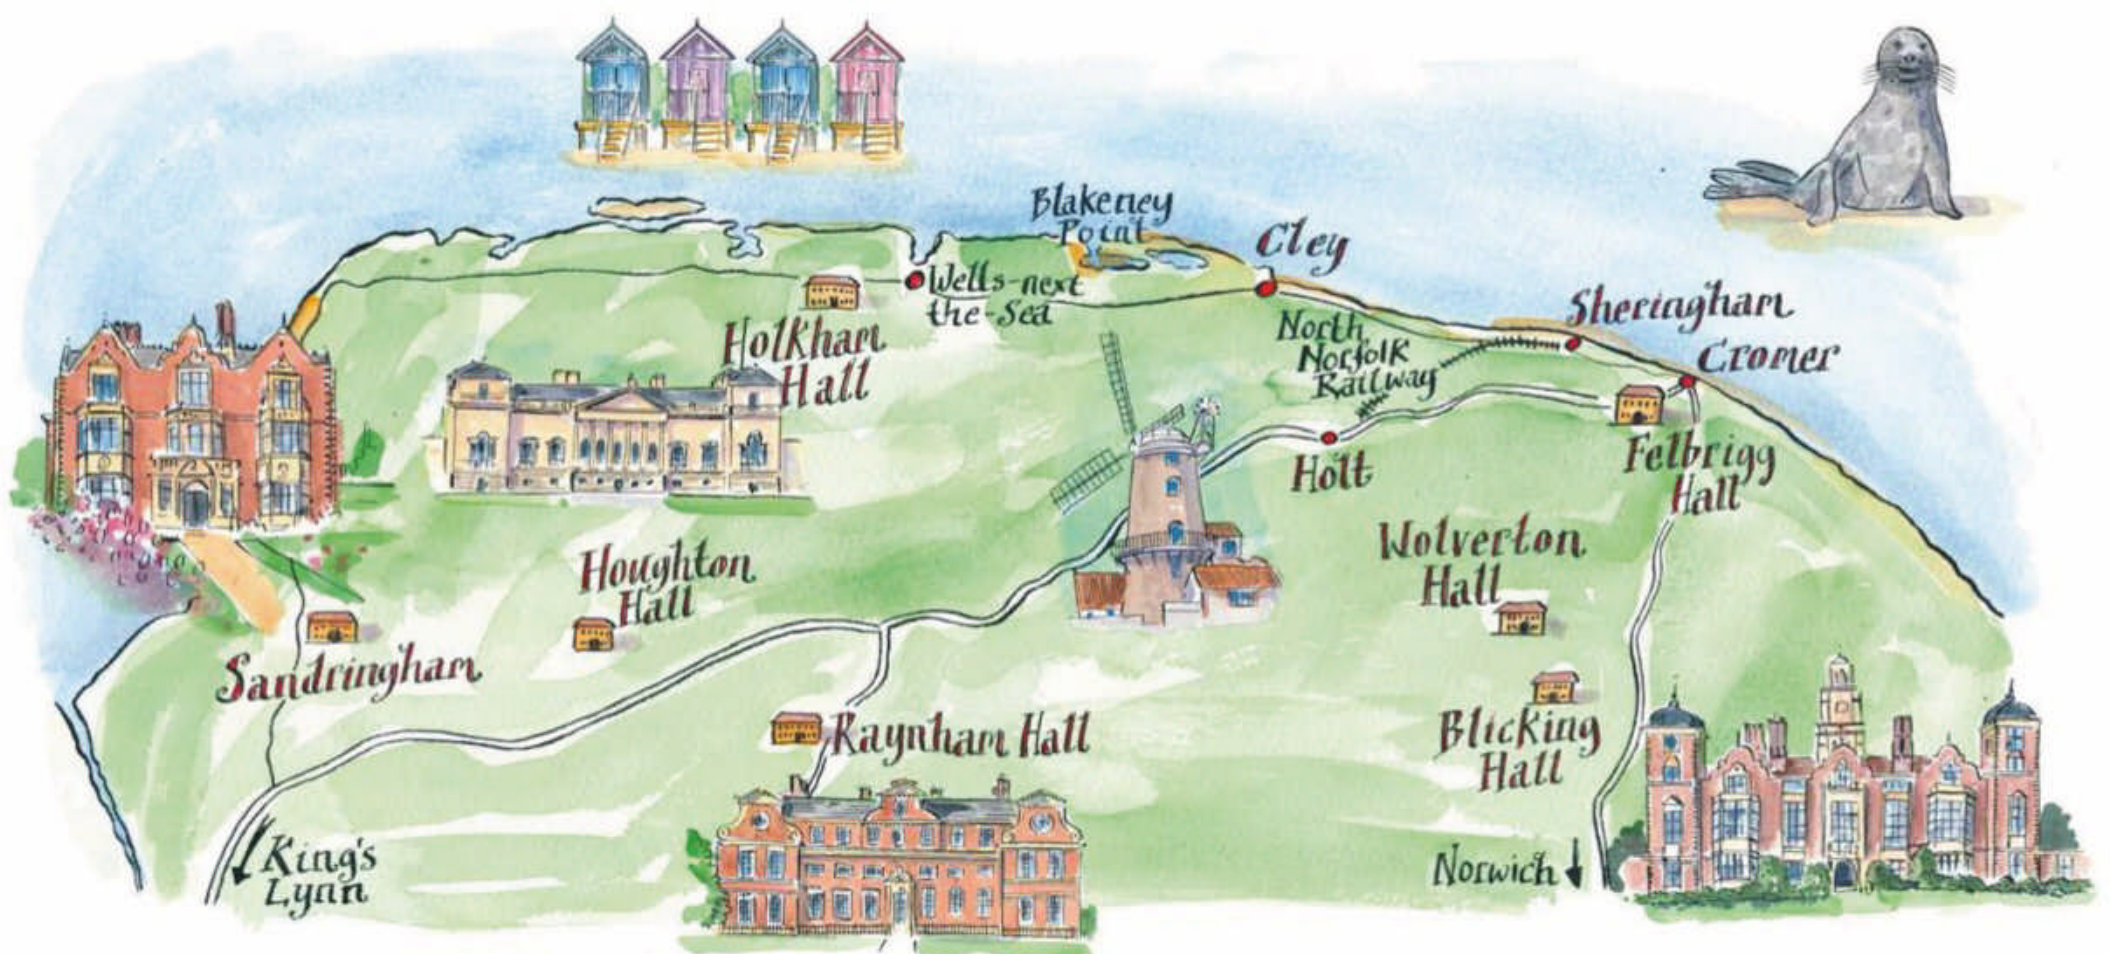 Blakeney
Point
Cley
Wells-next
the-Sea
Sheringham
Holkham
Hall
North
Norfolk
Railway
Cromer
Holt
Felbrigg
Hall
Houghton
Hall
Wolverton
Hall
Sandringham
Raynham Hall
Blicking
Hall
King's
Lynn
Norwich